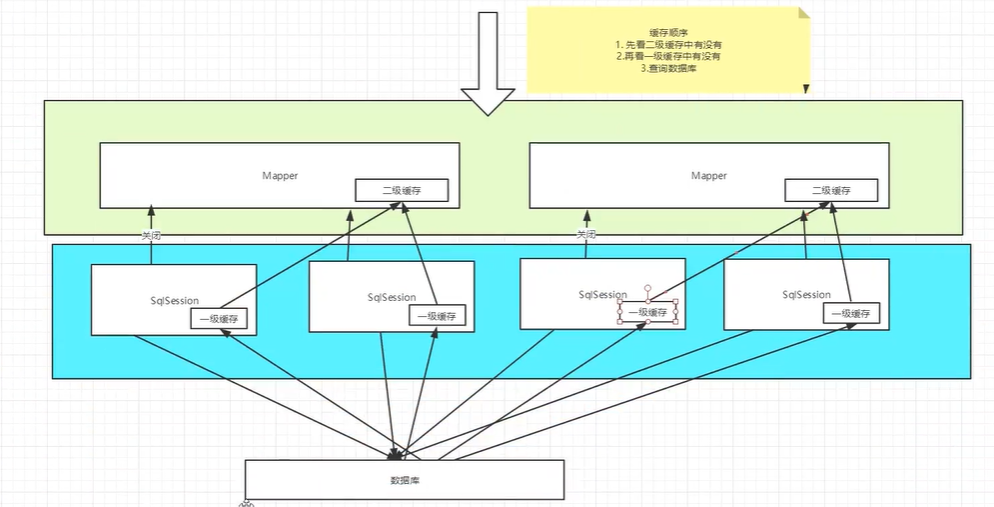 缓存顺序
1. 先看二级缓存中有没有
2.再看一级缓存中有没有
3.查询数据库
Mapper
二级缓存
Mapper
二级缓存
关闭
关闭
SqlSession
一级缓存
SqlSession
一级缓存
SqlSession
一级缓存
SqlSession
一级缓存
数据库